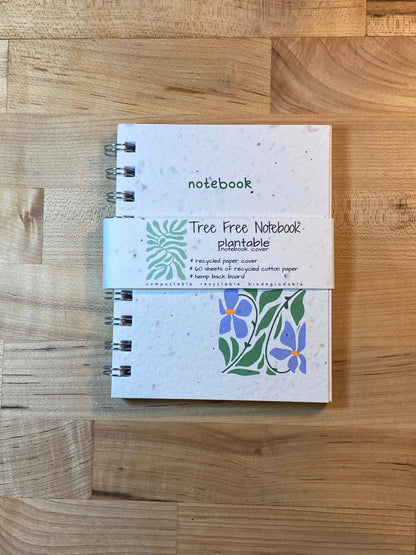 notebook
Tree Free Notebook
plantable
notebook cover
* recycled paper cover
* 60 sheets of recycled cotton paper
* hemp back board
compostable recyclable biodegradable